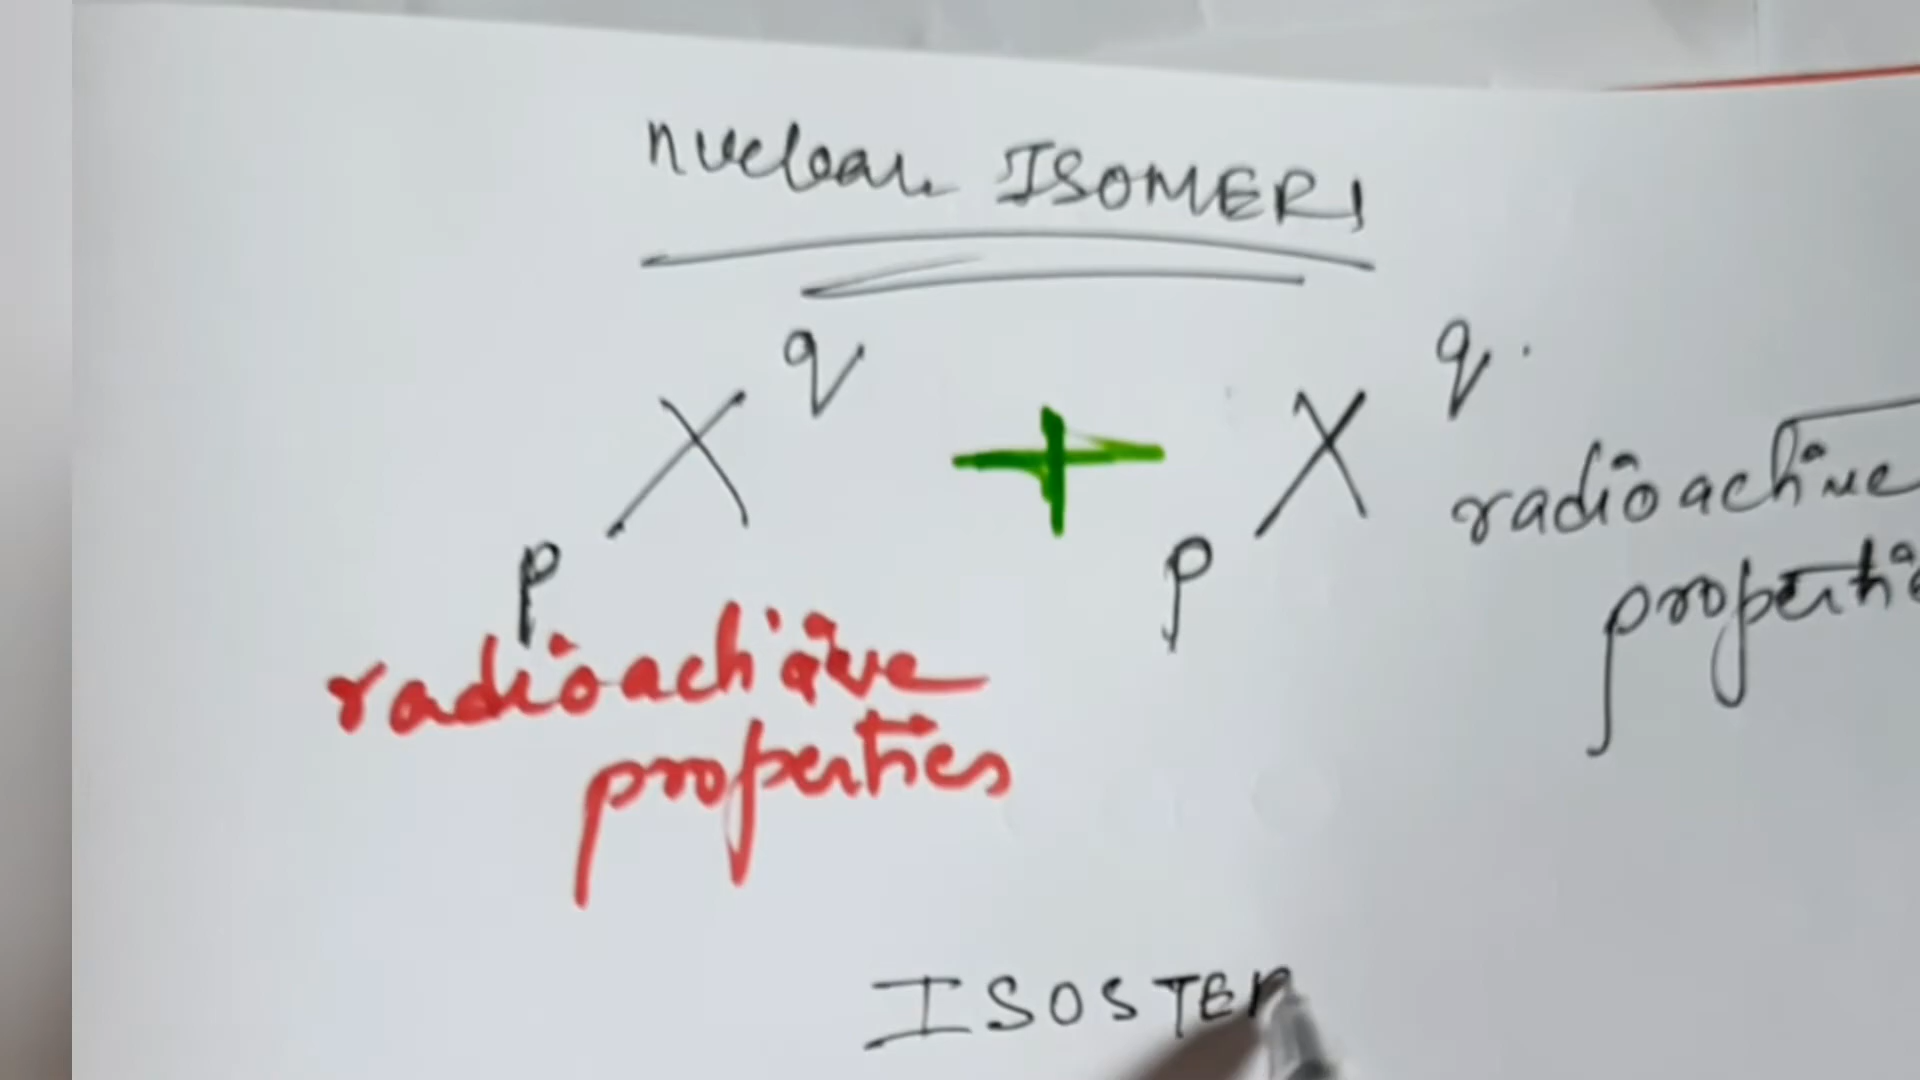 nuclear ISOMERI
q q.
X + X
p p
radioactive
properties
radioactive
properties
ISOSTER